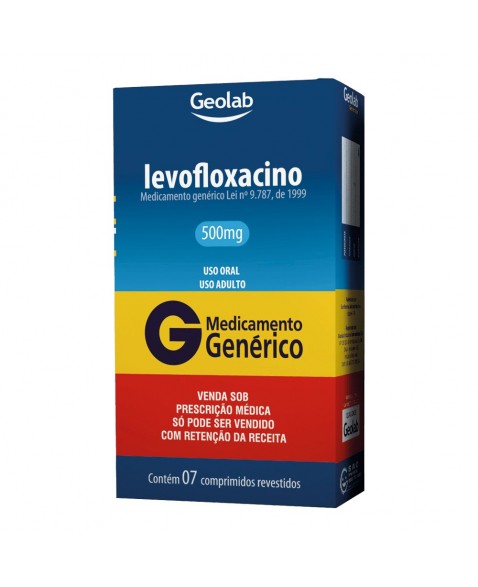 Geolab
levofloxacino
Medicamento genérico Lei nº 9.787, de 1999
500mg
USO ORAL
USO ADULTO
G Medicamento
Genérico
VENDA SOB
PRESCRIÇÃO MÉDICA
SÓ PODE SER VENDIDO
COM RETENÇÃO DA RECEITA
Contém 07 comprimidos revestidos
Geolab
Geolab